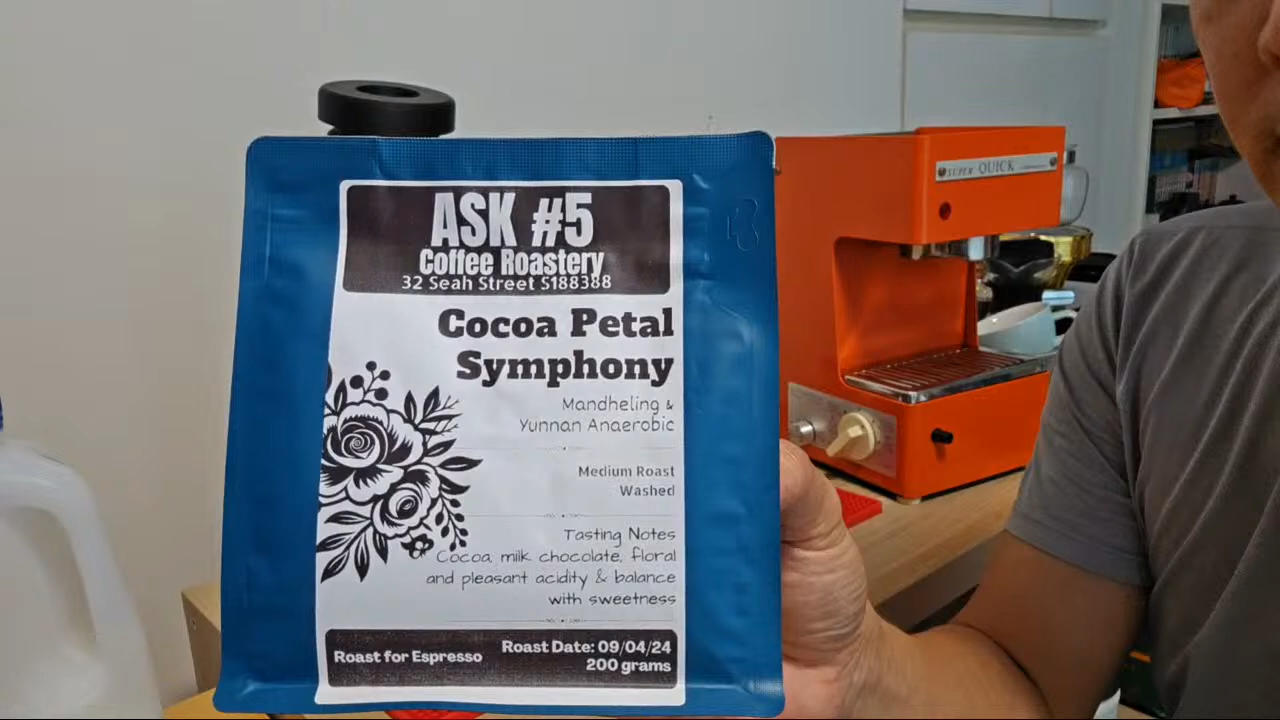 ASK #5
Coffee Roastery
32 Seah Street S188388
Cocoa Petal
Symphony
Mandheling &
Yunnan Anaerobic
Medium Roast
Washed
Tasting Notes
Cocoa, milk chocolate, floral
and pleasant acidity & balance
with sweetness
Roast for Espresso
Roast Date: 09/04/24
200 grams
SUPER QUICK